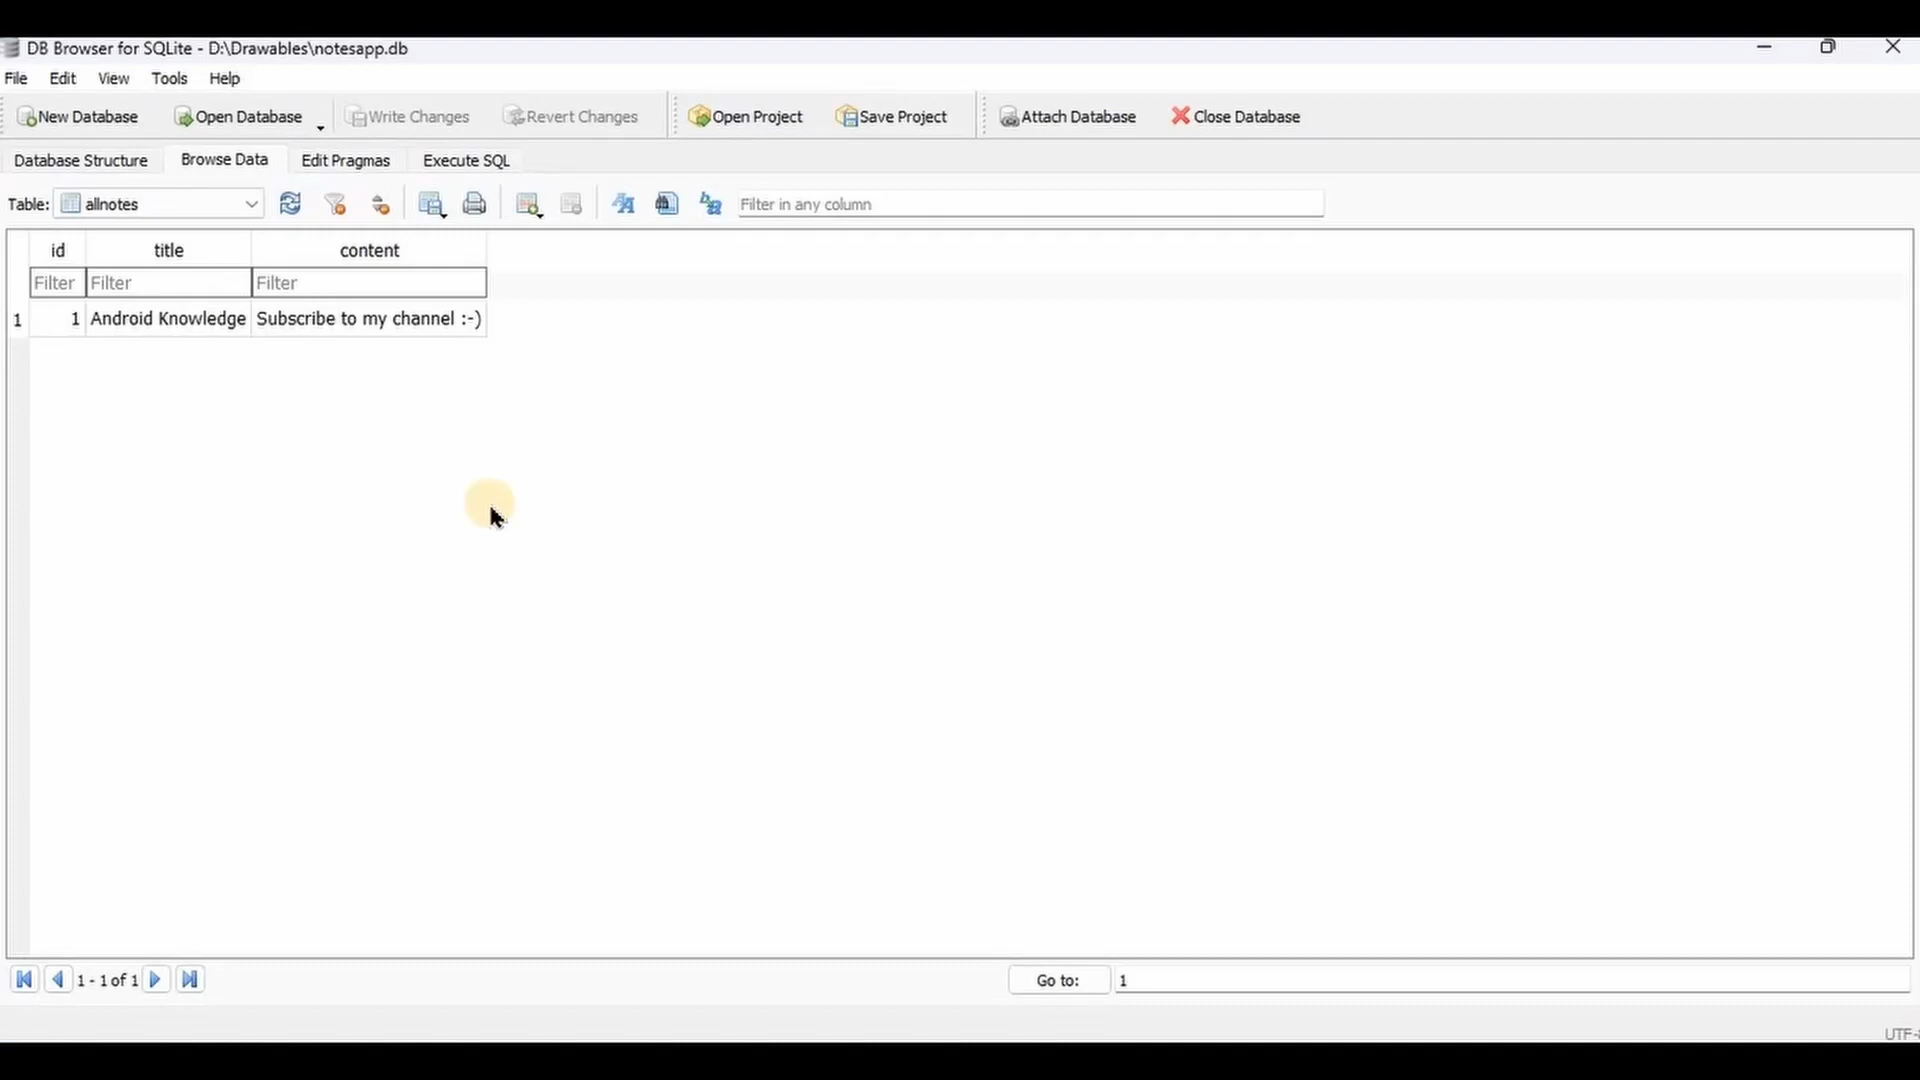 DB Browser for SQLite - D:\Drawables\notesapp.db
File Edit View Tools Help
New Database Open Database Write Changes Revert Changes Open Project Save Project Attach Database Close Database
Database Structure Browse Data Edit Pragmas Execute SQL
Table: allnotes Filter in any column
id title content
Filter Filter Filter
1 1 Android Knowledge Subscribe to my channel :-)
1 - 1 of 1 Go to: 1